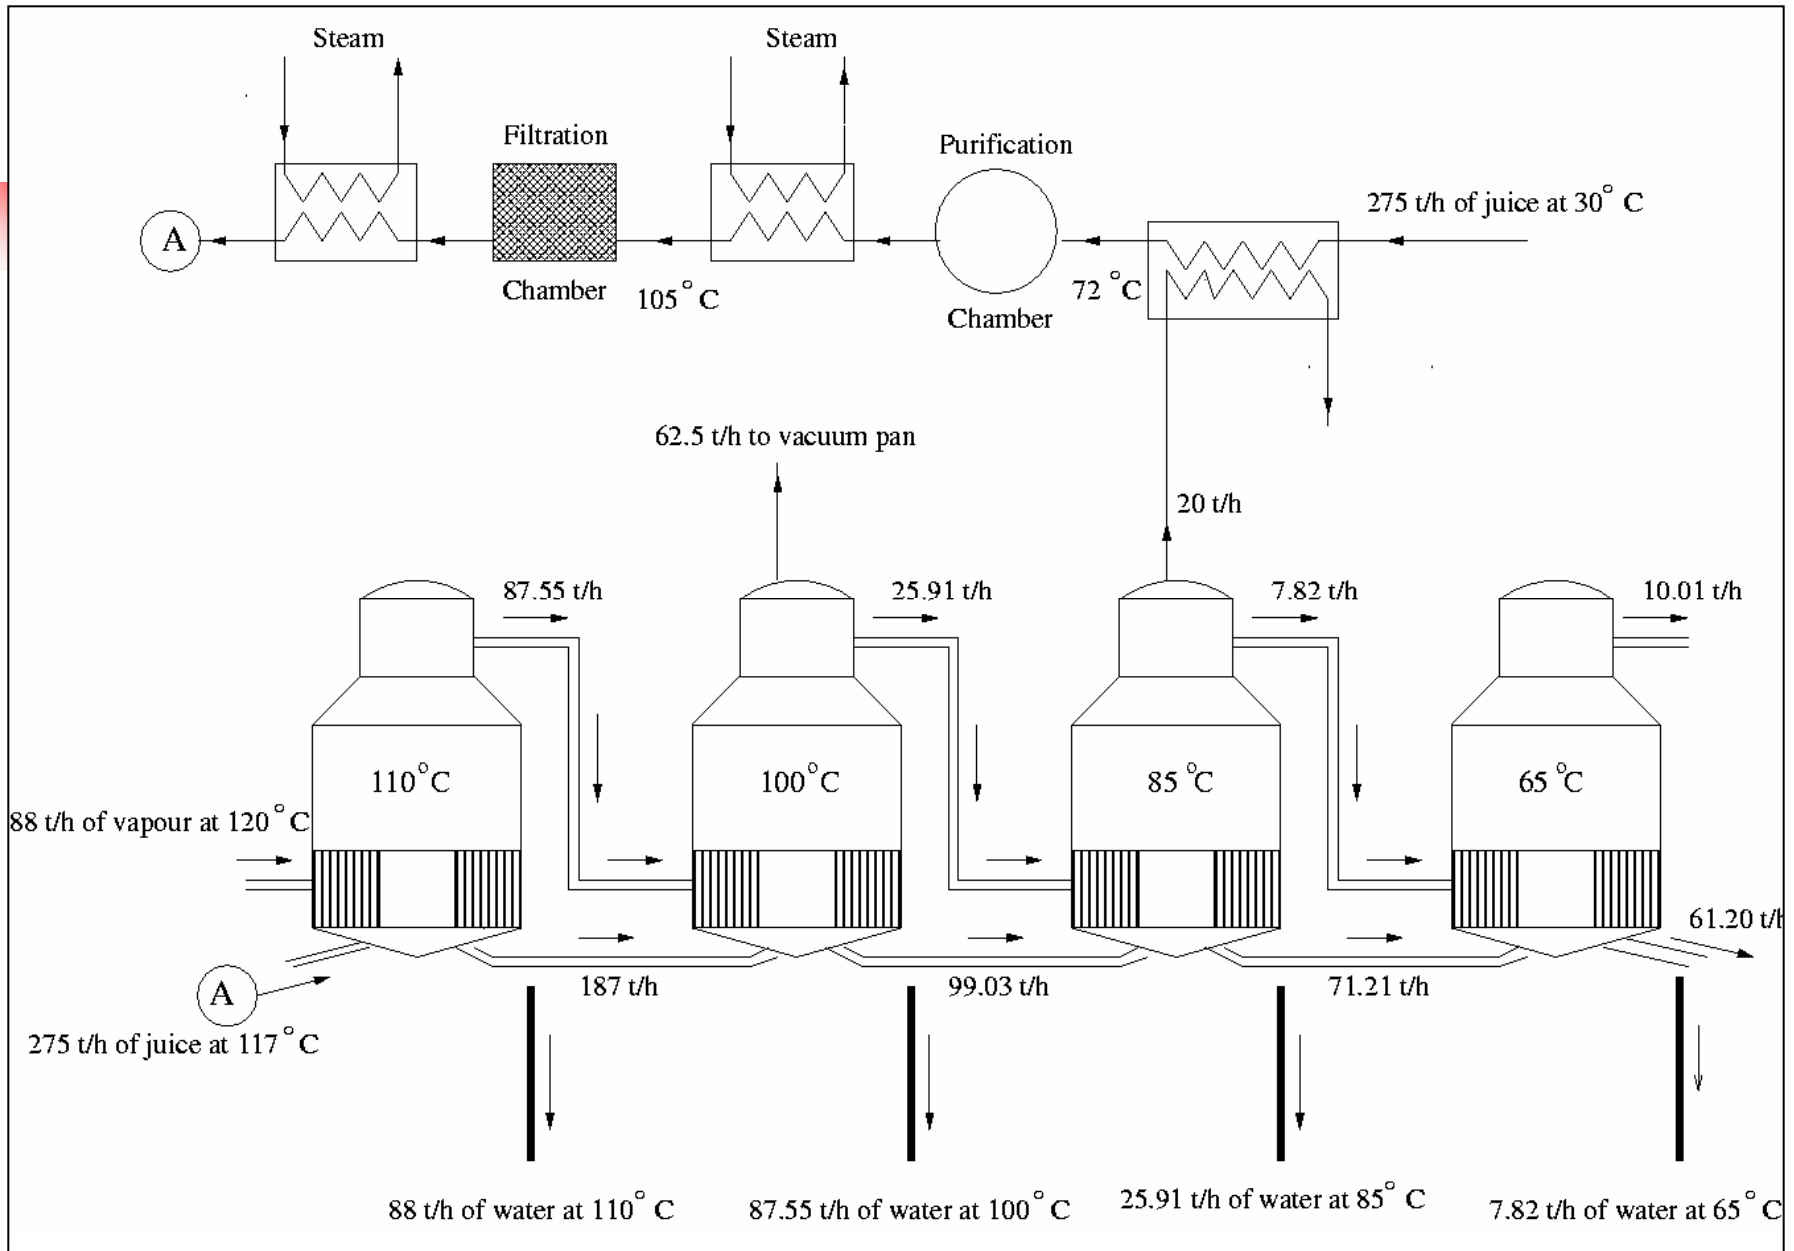 Steam
Steam
Filtration
Purification
275 t/h of juice at 30° C
A
Chamber
105° C
72 °C
Chamber
62.5 t/h to vacuum pan
20 t/h
87.55 t/h
25.91 t/h
7.82 t/h
10.01 t/h
110°C
100°C
85 °C
65 °C
88 t/h of vapour at 120° C
61.20 t/h
A
187 t/h
99.03 t/h
71.21 t/h
275 t/h of juice at 117° C
88 t/h of water at 110° C
87.55 t/h of water at 100° C
25.91 t/h of water at 85° C
7.82 t/h of water at 65° C